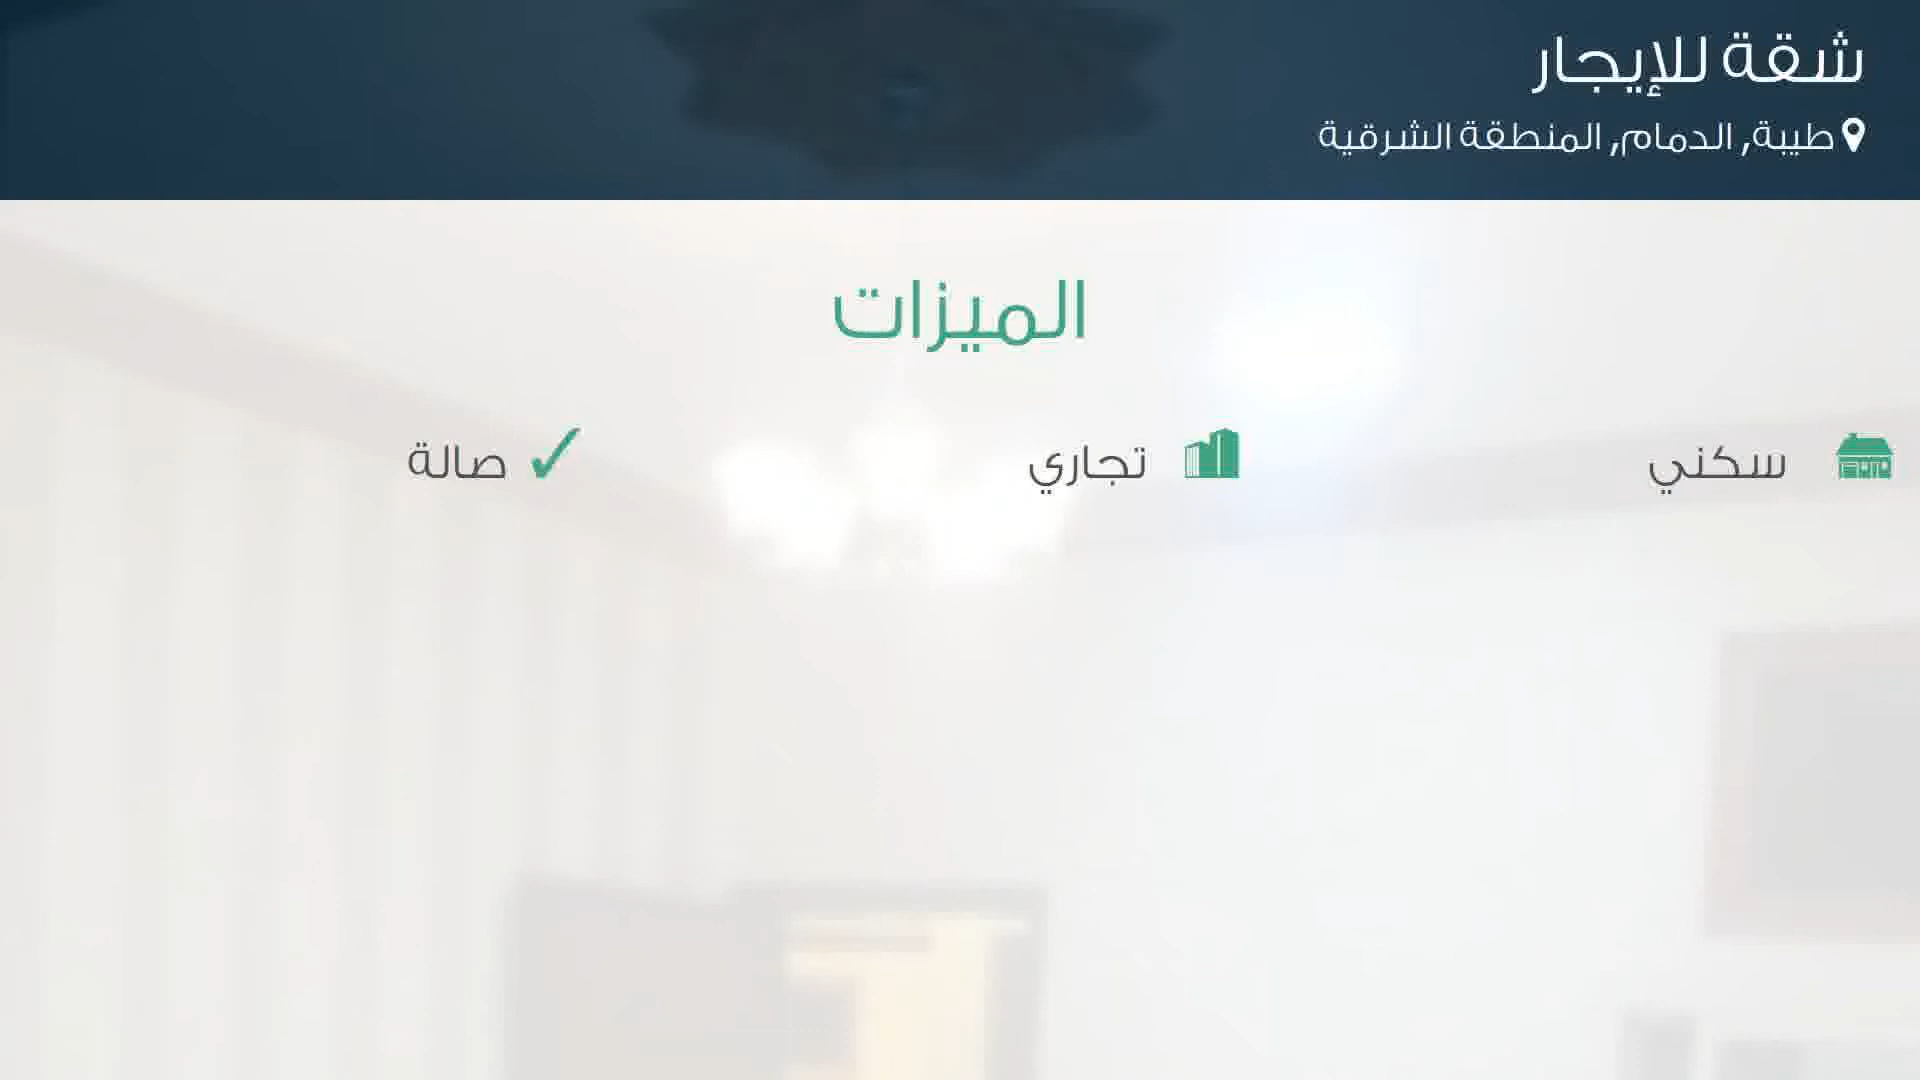 شقة للإيجار
طيبة, الدمام, المنطقة الشرقية
الميزات
سكني
تجاري
صالة